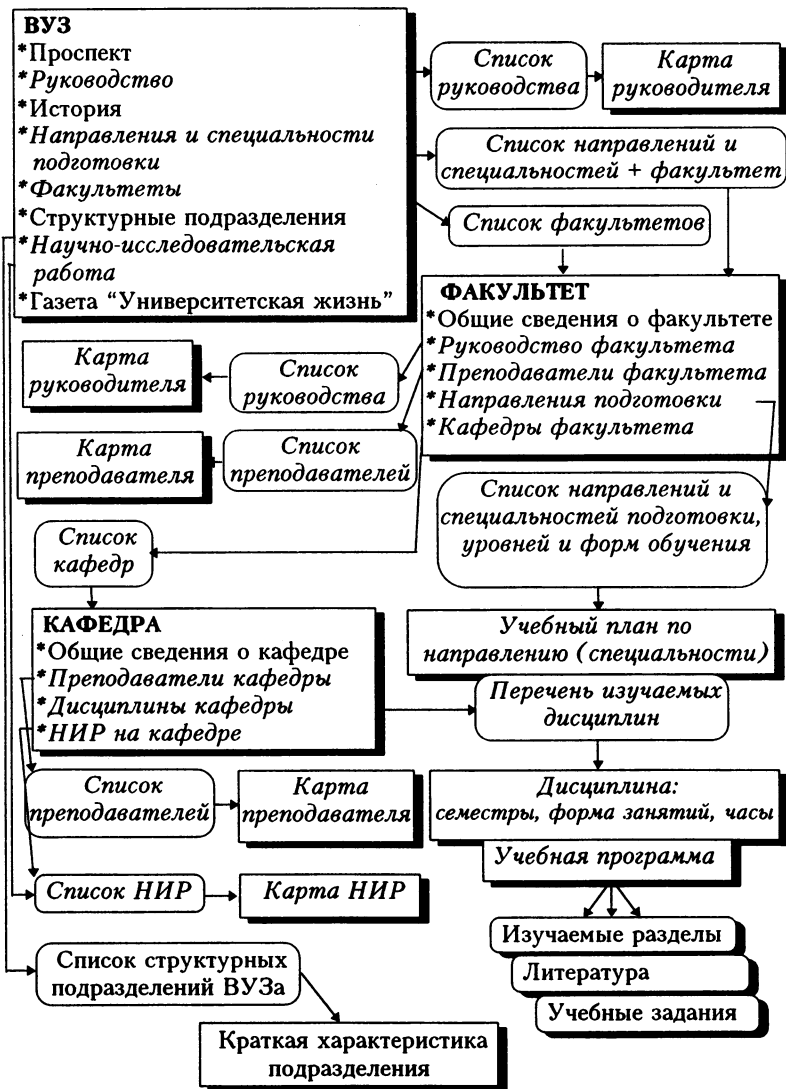 ВУЗ
*Проспект
*Руководство
*История
*Направления и специальности
подготовки
*Факультеты
*Структурные подразделения
*Научно-исследовательская
работа
*Газета “Университетская жизнь”
Список
руководства
Карта
руководителя
Список направлений и
специальностей + факультет
Список факультетов
ФАКУЛЬТЕТ
*Общие сведения о факультете
*Руководство факультета
*Преподаватели факультета
*Направления подготовки
*Кафедры факультета
Карта
руководителя
Список
руководства
Карта
преподавателя
Список
преподавателей
Список направлений и
специальностей подготовки,
уровней и форм обучения
Список
кафедр
КАФЕДРА
*Общие сведения о кафедре
*Преподаватели кафедры
*Дисциплины кафедры
*НИР на кафедре
Учебный план по
направлению (специальности)
Перечень изучаемых
дисциплин
Список
преподавателей
Карта
преподавателя
Дисциплина:
семестры, форма занятий, часы
Учебная программа
Список НИР
Карта НИР
Изучаемые разделы
Литература
Учебные задания
Список структурных
подразделений ВУЗа
Краткая характеристика
подразделения